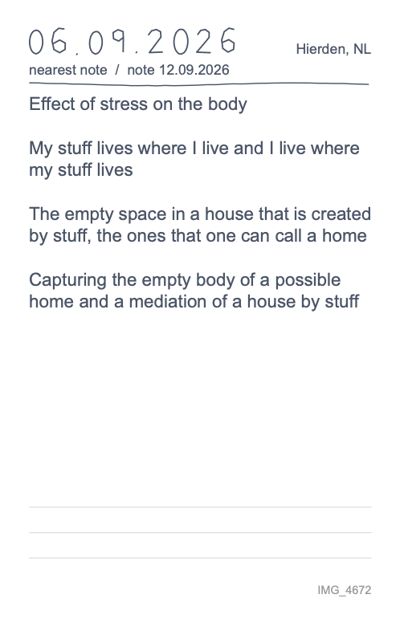 06.09.2026
Hierden, NL
nearest note / note 12.09.2026
Effect of stress on the body
My stuff lives where I live and I live where
my stuff lives
The empty space in a house that is created
by stuff, the ones that one can call a home
Capturing the empty body of a possible
home and a mediation of a house by stuff
IMG_4672